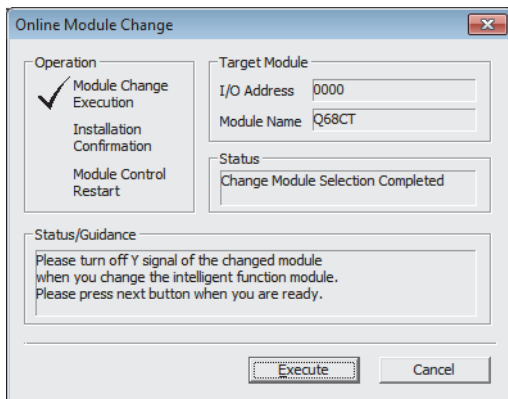 Online Module Change
Operation
Module Change
Execution
Installation
Confirmation
Module Control
Restart
Target Module
I/O Address 0000
Module Name Q68CT
Status
Change Module Selection Completed
Status/Guidance
Please turn off Y signal of the changed module
when you change the intelligent function module.
Please press next button when you are ready.
Execute Cancel